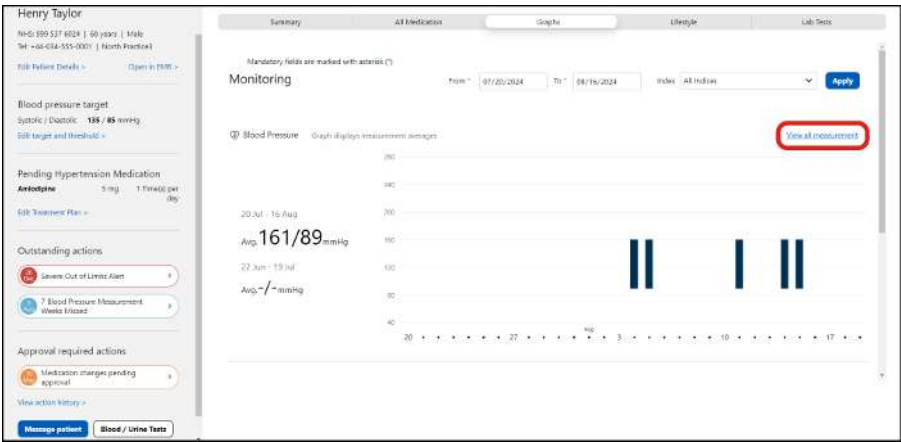 Henry Taylor
NHS: 999 537 6024 | 60 years | Male
Tel: +44-034-555-0001 | North Practice3
Edit Patient Details > Open in EMR >
Blood pressure target
Systolic / Diastolic 135 / 85 mmHg
Edit target and threshold >
Pending Hypertension Medication
Amlodipine 5 mg 1 Time(s) per
day
Edit Treatment Plan >
Outstanding actions
Severe Out of Limits Alert >
7 Blood Pressure Measurement
Weeks Missed >
Approval required actions
Medication changes pending
approval >
View action history >
Message patient Blood / Urine Tests
Summary All Medication Graphs Lifestyle Lab Tests
Mandatory fields are marked with asterisk (*)
Monitoring From * 07/20/2024 To * 08/16/2024 Index All Indices Apply
Blood Pressure Graph displays measurement averages View all measurement
280
240
20 Jul - 16 Aug 200
Avg. 161/89 mmHg 160
22 Jun - 19 Jul 120
Avg. -/- mmHg 80
40
Aug
20 27 3 10 17